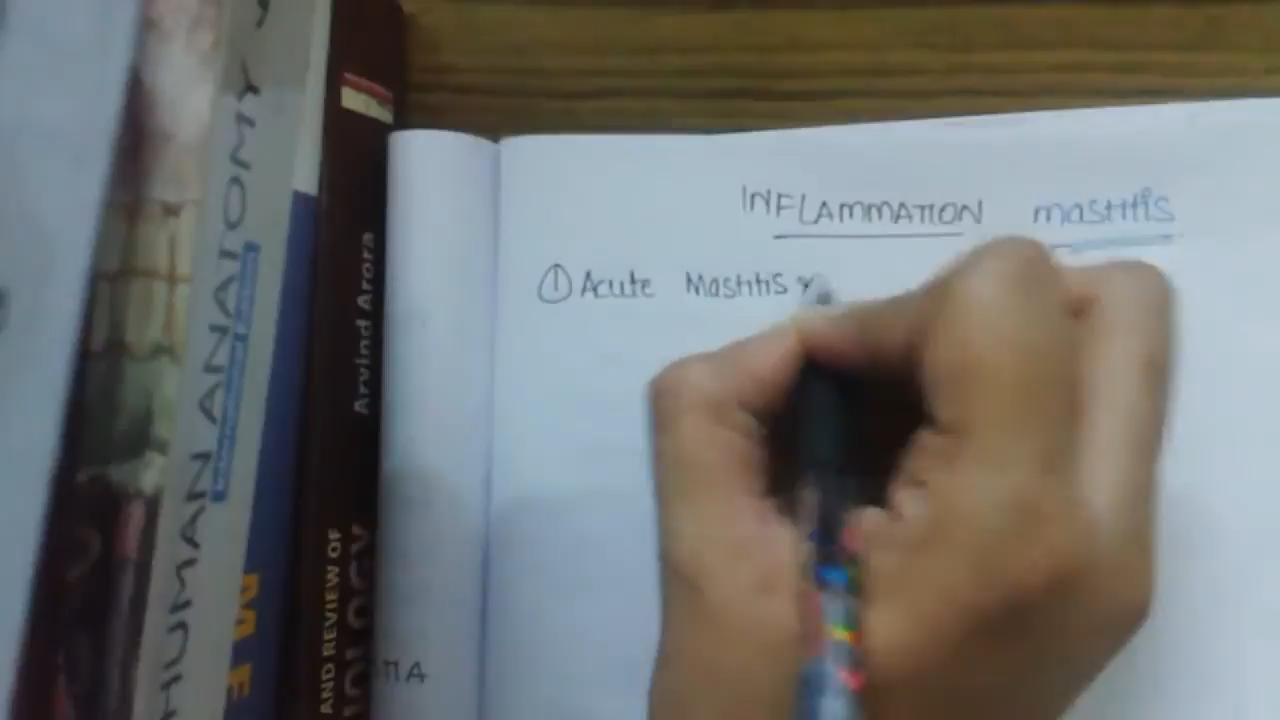 HUMAN ANATOMY
M E
Arvind Arora
AND REVIEW OF
INFLAMMATION mastitis
① Acute Mastitis